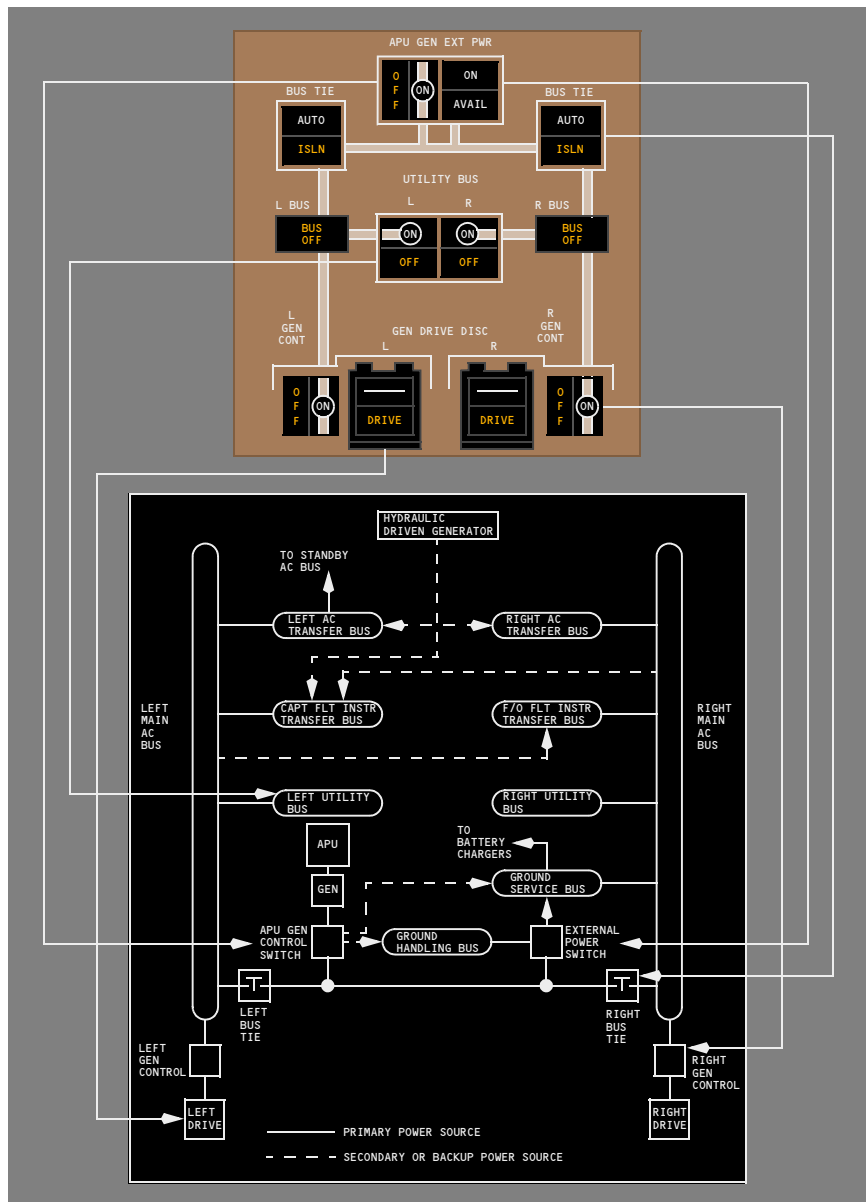 APU GEN EXT PWR
O
F
F
ON
ON
AVAIL
BUS TIE
AUTO
ISLN
BUS TIE
AUTO
ISLN
UTILITY BUS
L
R
L BUS
BUS
OFF
ON
OFF
ON
OFF
R BUS
BUS
OFF
L
GEN
CONT
GEN DRIVE DISC
L
R
R
GEN
CONT
O
F
F
ON
DRIVE
DRIVE
O
F
F
ON
HYDRAULIC
DRIVEN GENERATOR
TO STANDBY
AC BUS
LEFT AC
TRANSFER BUS
RIGHT AC
TRANSFER BUS
LEFT
MAIN
AC
BUS
CAPT FLT INSTR
TRANSFER BUS
F/O FLT INSTR
TRANSFER BUS
RIGHT
MAIN
AC
BUS
LEFT UTILITY
BUS
RIGHT UTILITY
BUS
APU
TO
BATTERY
CHARGERS
GEN
GROUND
SERVICE BUS
APU GEN
CONTROL
SWITCH
GROUND
HANDLING BUS
EXTERNAL
POWER
SWITCH
LEFT
BUS
TIE
RIGHT
BUS
TIE
LEFT
GEN
CONTROL
RIGHT
GEN
CONTROL
LEFT
DRIVE
RIGHT
DRIVE
PRIMARY POWER SOURCE
SECONDARY OR BACKUP POWER SOURCE